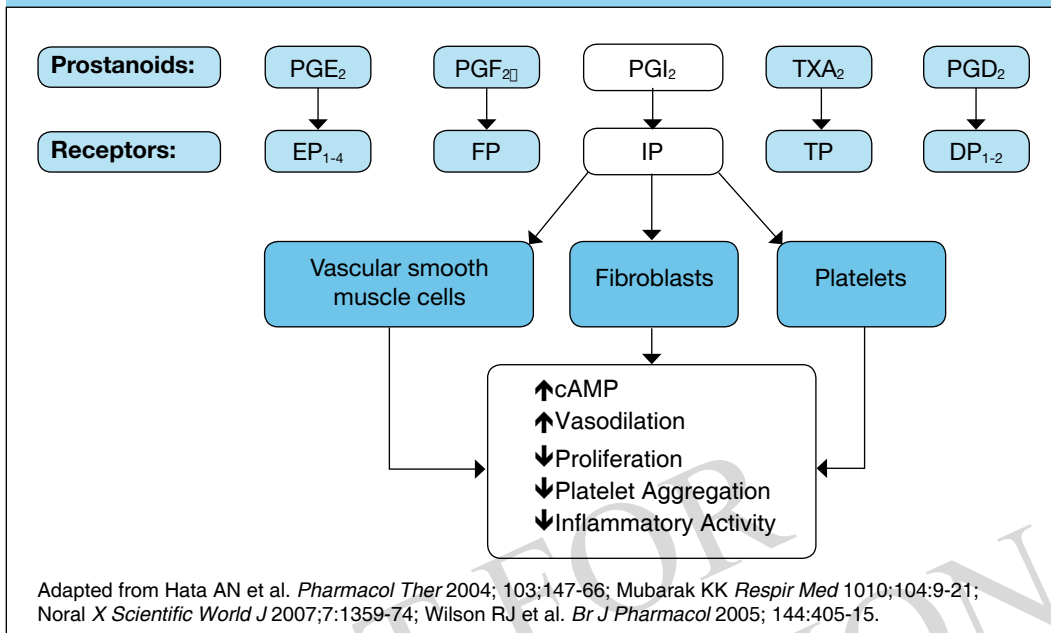 Prostanoids: PGE₂ PGF₂▯ PGI₂ TXA₂ PGD₂
Receptors: EP₁₋₄ FP IP TP DP₁₋₂
Vascular smooth
muscle cells
Fibroblasts
Platelets
↑cAMP
↑Vasodilation
↓Proliferation
↓Platelet Aggregation
↓Inflammatory Activity
Adapted from Hata AN et al. Pharmacol Ther 2004; 103;147-66; Mubarak KK Respir Med 1010;104:9-21;
Noral X Scientific World J 2007;7:1359-74; Wilson RJ et al. Br J Pharmacol 2005; 144:405-15.
T FOR
ION